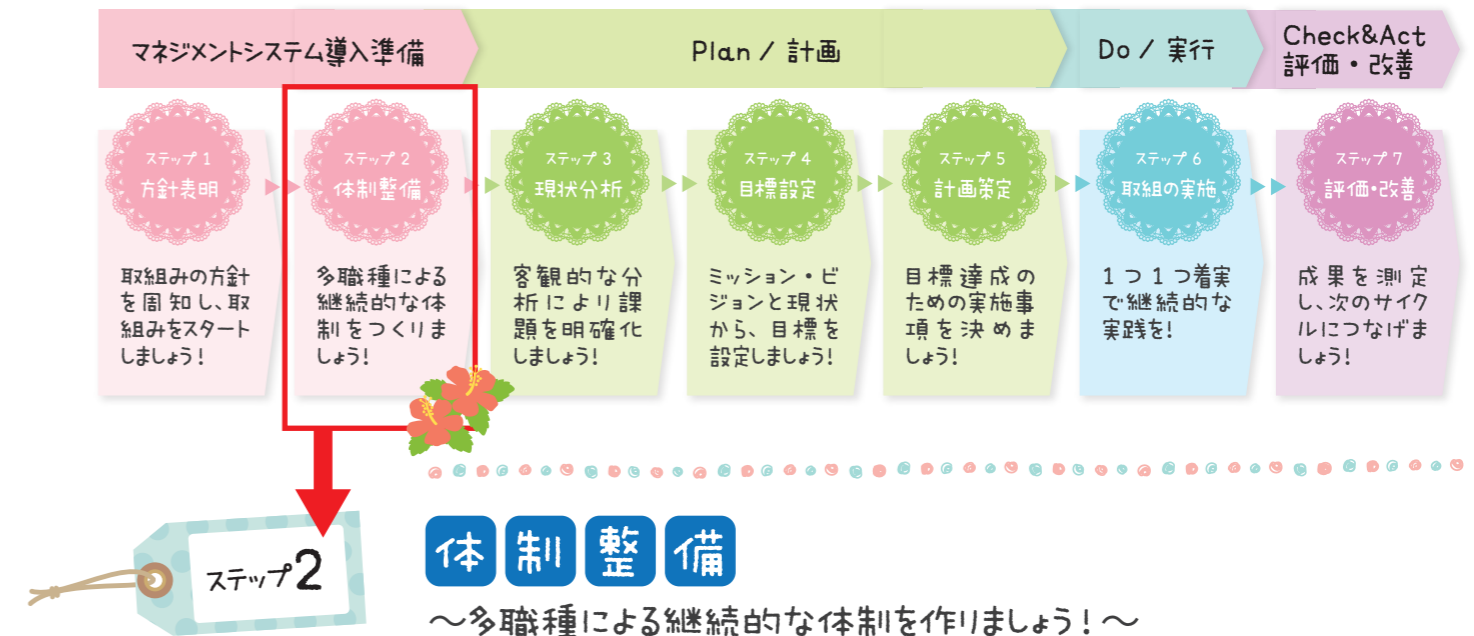 マネジメントシステム導入準備
Plan / 計画
Do / 実行
Check&Act
評価・改善
ステップ 1
方針表明
取組みの方針
を周知し、取
組みをスタート
しましょう!
ステップ 2
体制整備
多職種による
継続的な体
制をつくりま
しょう!
ステップ 3
現状分析
客観的な分
析により課
題を明確化
しましょう!
ステップ 4
目標設定
ミッション・ビ
ジョンと現状
から、目標を
設定しましょう!
ステップ 5
計画策定
目標達成の
ための実施事
項を決めま
しょう!
ステップ 6
取組の実施
1つ1つ着実
で継続的な
実践を!
ステップ 7
評価・改善
成果を測定
し、次のサイク
ルにつなげま
しょう!
ステップ2
体制整備
～多職種による継続的な体制を作りましょう!～